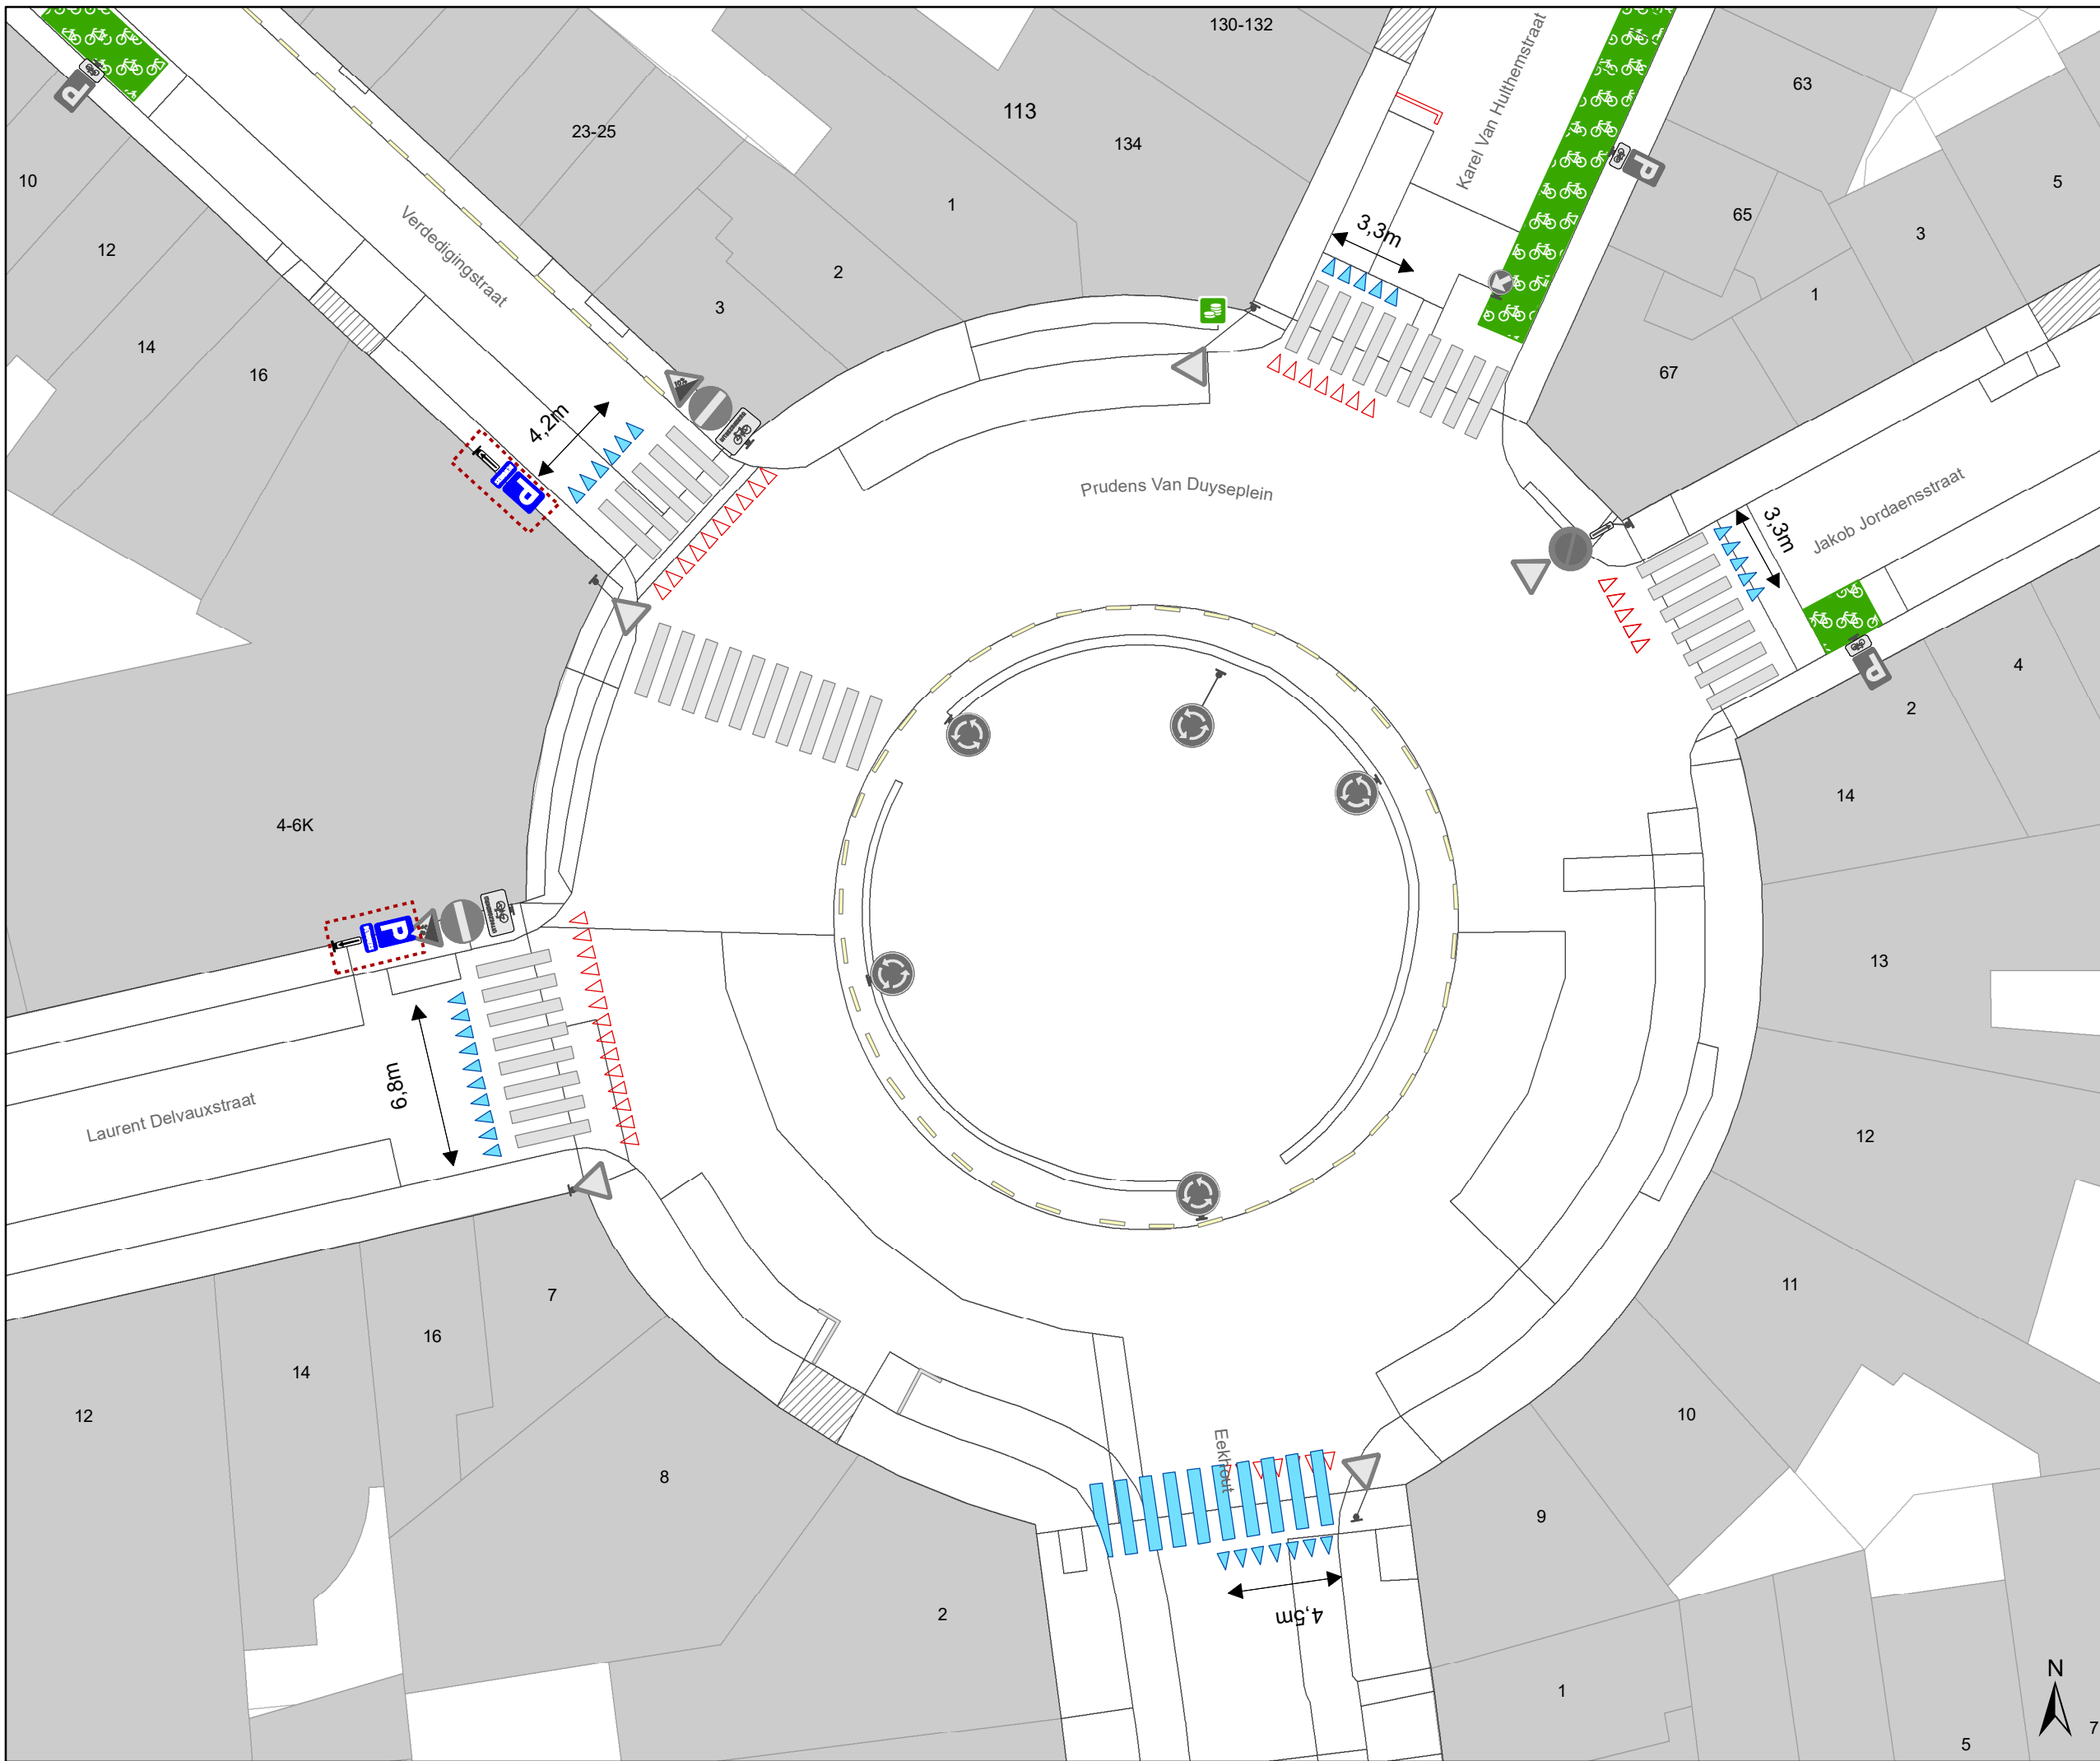 130-132
63
113
23-25
134
Karel Van Hulthemstraat
10
5
1
65
12
Verdedigingstraat
3,3m
3
2
1
3
14
16
67
4,2m
P
Prudens Van Duyseplein
Jakob Jordaensstraat
3,3m
P
P
P
4
2
14
4-6K
P
13
6,8m
Laurent Delvauxstraat
12
11
7
16
14
12
10
Eekhout
8
9
4,5m
2
N
1
7
5